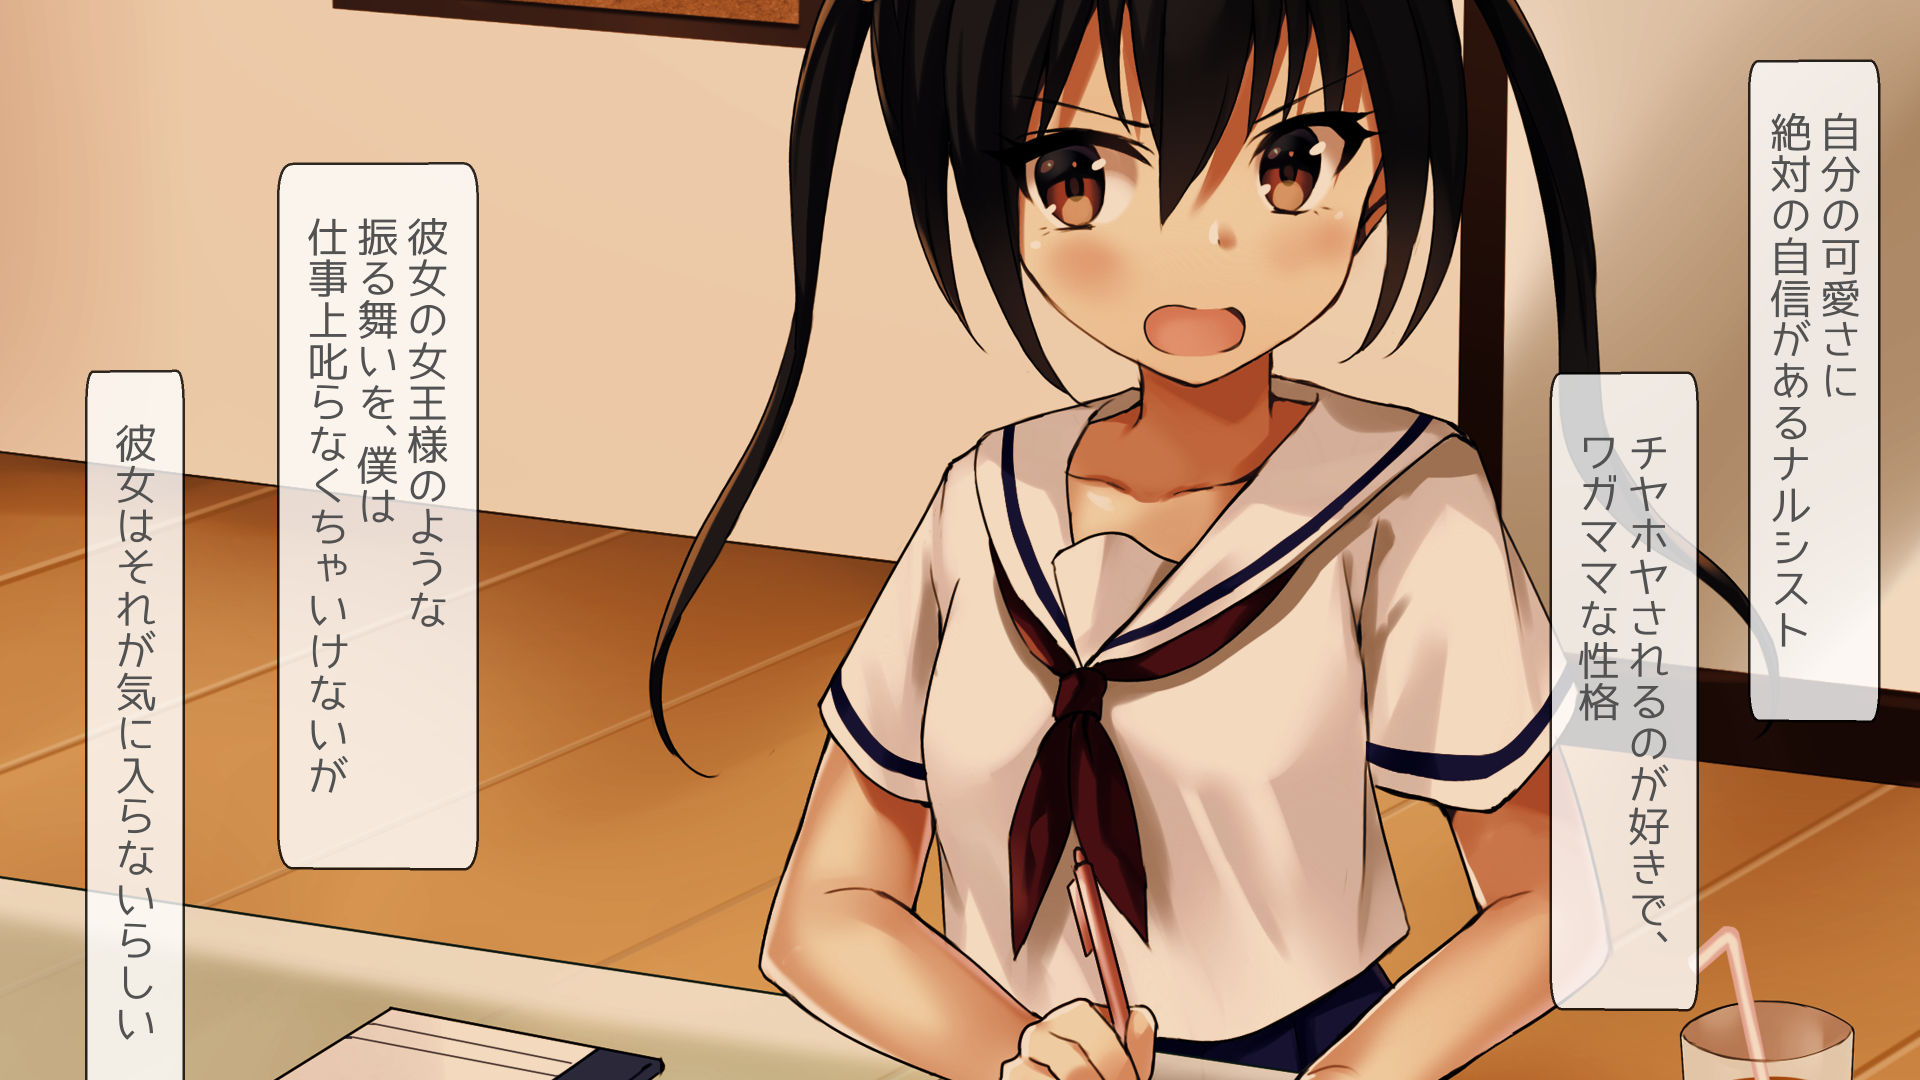 自分の可愛さに
絶対の自信があるナルシスト
チヤホヤされるのが好きで、
ワガママな性格
彼女の女王様のような
振る舞いを、僕は
仕事上叱らなくちゃいけないが
彼女はそれが気に入らないらしい